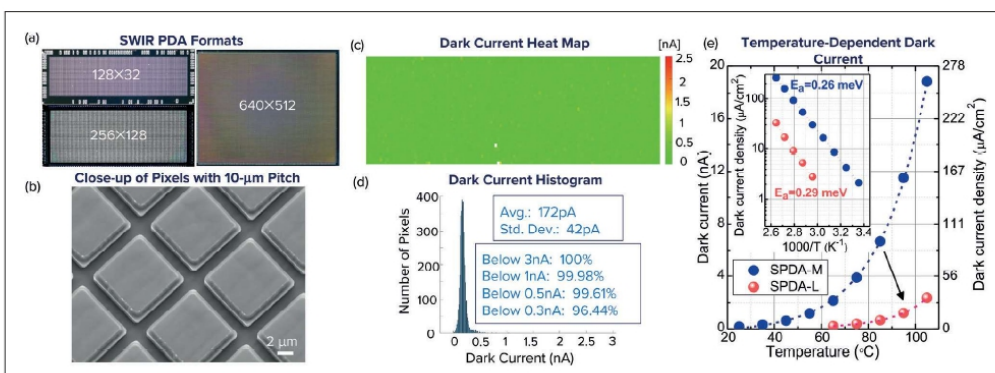 (a)
SWIR PDA Formats
128×32
256×128
640×512
(b)
Close-up of Pixels with 10-μm Pitch
2 μm
(c)
Dark Current Heat Map
[nA]
2.5
2
1.5
1
0.5
0
(d)
Dark Current Histogram
Avg.: 172pA
Std. Dev.: 42pA
Below 3nA: 100%
Below 1nA: 99.98%
Below 0.5nA: 99.61%
Below 0.3nA: 96.44%
Number of Pixels
400
300
200
100
0
0 0.5 1 1.5 2 2.5 3
Dark Current (nA)
(e)
Temperature-Dependent Dark
Current
Dark current (nA)
20
16
12
8
4
0
Dark current density (μA/cm²)
278
252
167
111
56
0
Dark current density (μA/cm²)
100
10
1
Ea=0.26 meV
Ea=0.29 meV
2.6 2.8 3.0 3.2 3.4
1000/T (K-1)
SPDA-M
SPDA-L
20 40 60 80 100
Temperature (°C)